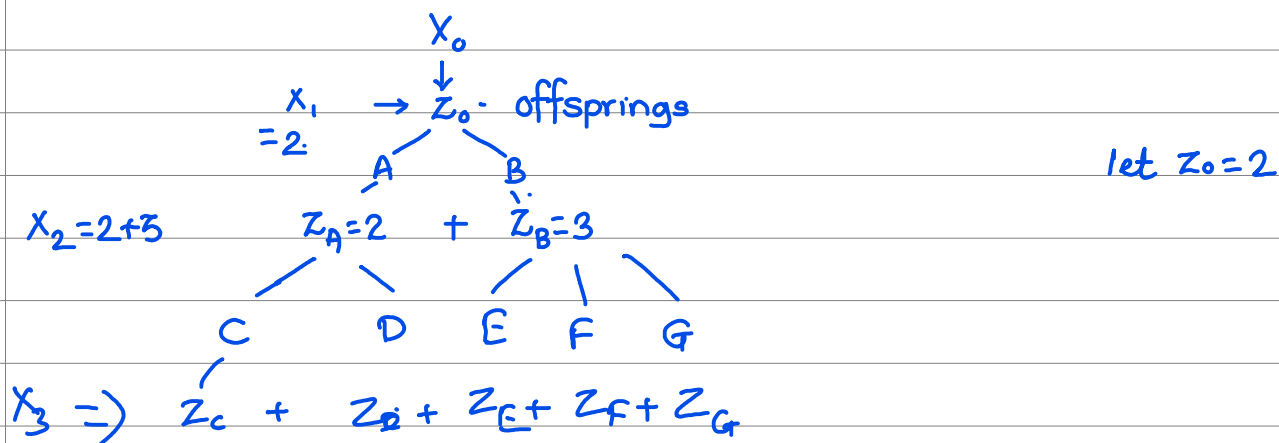 X₀
↓
X₁ → Z₀. offsprings
=2.
A B
let Z₀=2
X₂=2+3 Z_A=2 + Z_B=3
C D E F G
X₃ ⇒ Z_C + Z_D + Z_E + Z_F + Z_G